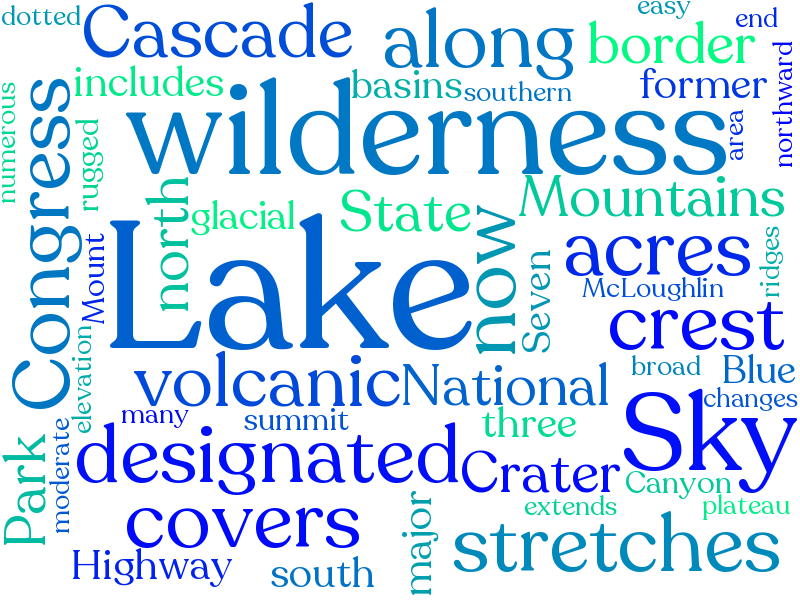 dotted
Cascade
along
easy
end
border
includes
basins
southern
former
northward
numerous
Congress
rugged
wilderness
area
north
glacial
State
Mountains
now
Lake
Mount
Seven
acres
ridges
McLoughlin
crest
elevation
volcanic
National
broad
Blue
changes
many
summit
three
Sky
Park
moderate
designated
Crater
Canyon
plateau
extends
covers
major
stretches
Highway
south